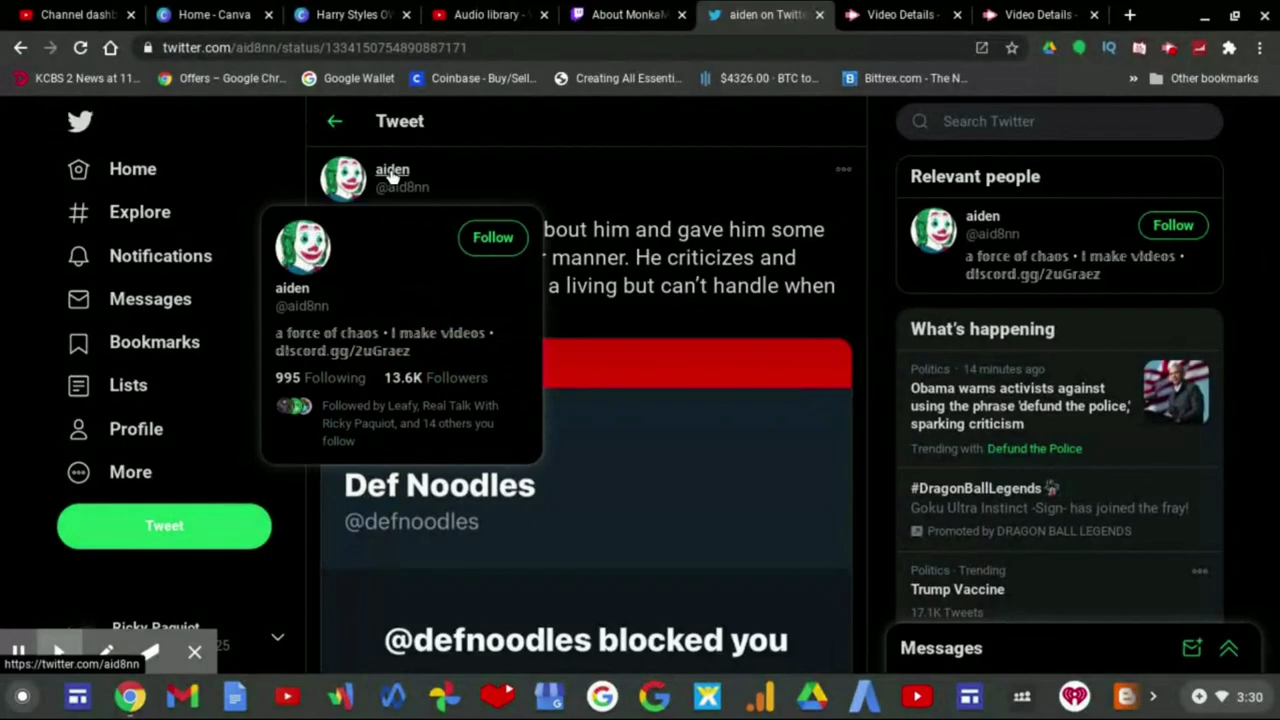 Channel dashb
Home - Canva
Harry Styles O
Audio library -
About MonkaM
aiden on Twitte
Video Details -
Video Details -
twitter.com/aid8nn/status/1334150754890887171
KCBS 2 News at 11...
Offers – Google Chr...
Google Wallet
Coinbase - Buy/Sell...
Creating All Essenti...
$4326.00 · BTC to...
Bittrex.com - The N...
Other bookmarks
Home
Explore
Notifications
Messages
Bookmarks
Lists
Profile
More
Tweet
Ricky Paquiot
25
https://twitter.com/aid8nn
Tweet
aiden
@aid8nn
bout him and gave him some
manner. He criticizes and
a living but can’t handle when
Follow
aiden
@aid8nn
a force of chaos • I make videos •
discord.gg/2uGraez
995 Following 13.6K Followers
Followed by Leafy, Real Talk With
Ricky Paquiot, and 14 others you
follow
Def Noodles
@defnoodles
@defnoodles blocked you
Search Twitter
Relevant people
aiden
@aid8nn
Follow
a force of chaos • I make videos •
discord.gg/2uGraez
What’s happening
Politics · 14 minutes ago
Obama warns activists against
using the phrase 'defund the police,'
sparking criticism
Trending with Defund the Police
#DragonBallLegends
Goku Ultra Instinct -Sign- has joined the fray!
Promoted by DRAGON BALL LEGENDS
Politics · Trending
Trump Vaccine
17.1K Tweets
Messages
3:30